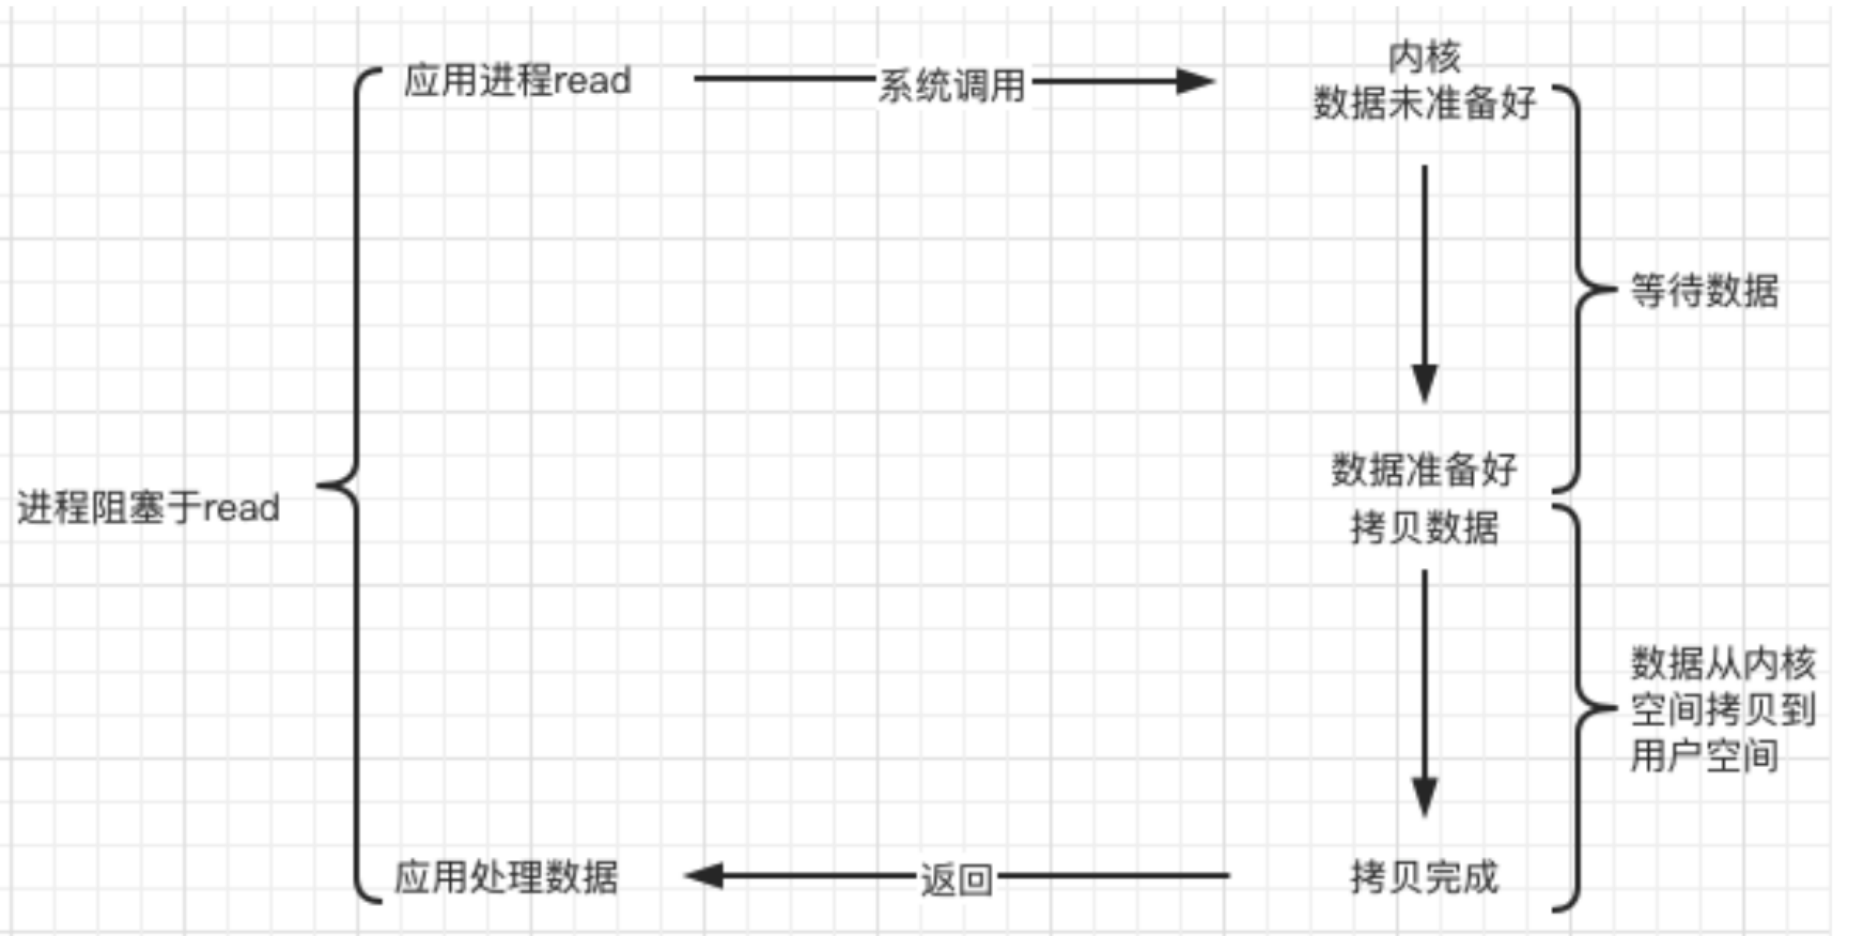 应用进程read
系统调用
内核
数据未准备好
等待数据
数据准备好
进程阻塞于read
拷贝数据
数据从内核
空间拷贝到
用户空间
应用处理数据
返回
拷贝完成